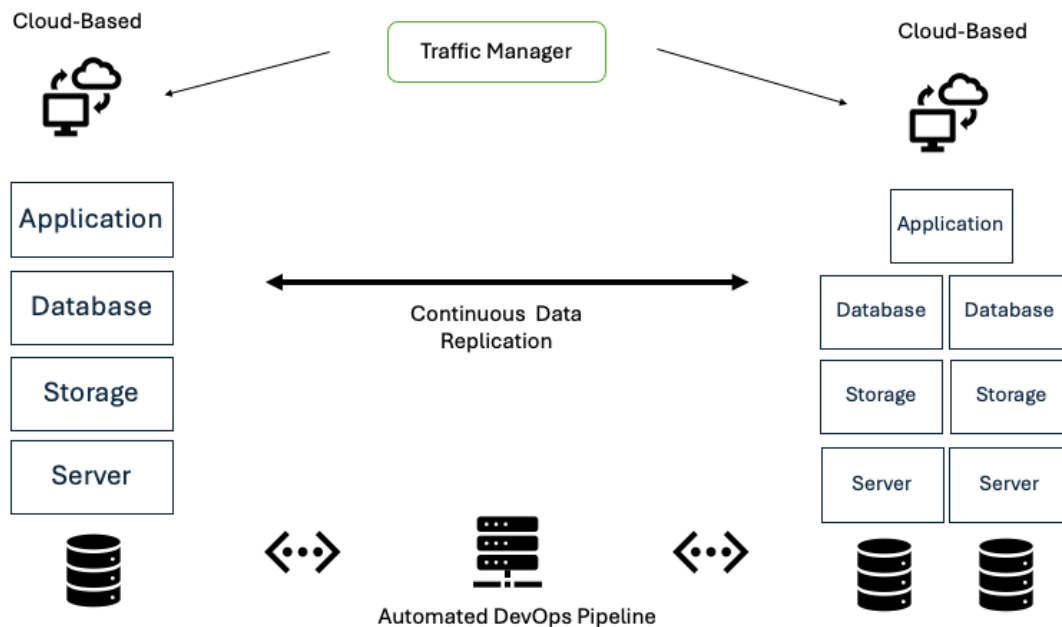 Cloud-Based
Traffic Manager
Cloud-Based
Application
Database
Storage
Server
Continuous Data
Replication
Application
Database Database
Storage Storage
Server Server
Automated DevOps Pipeline